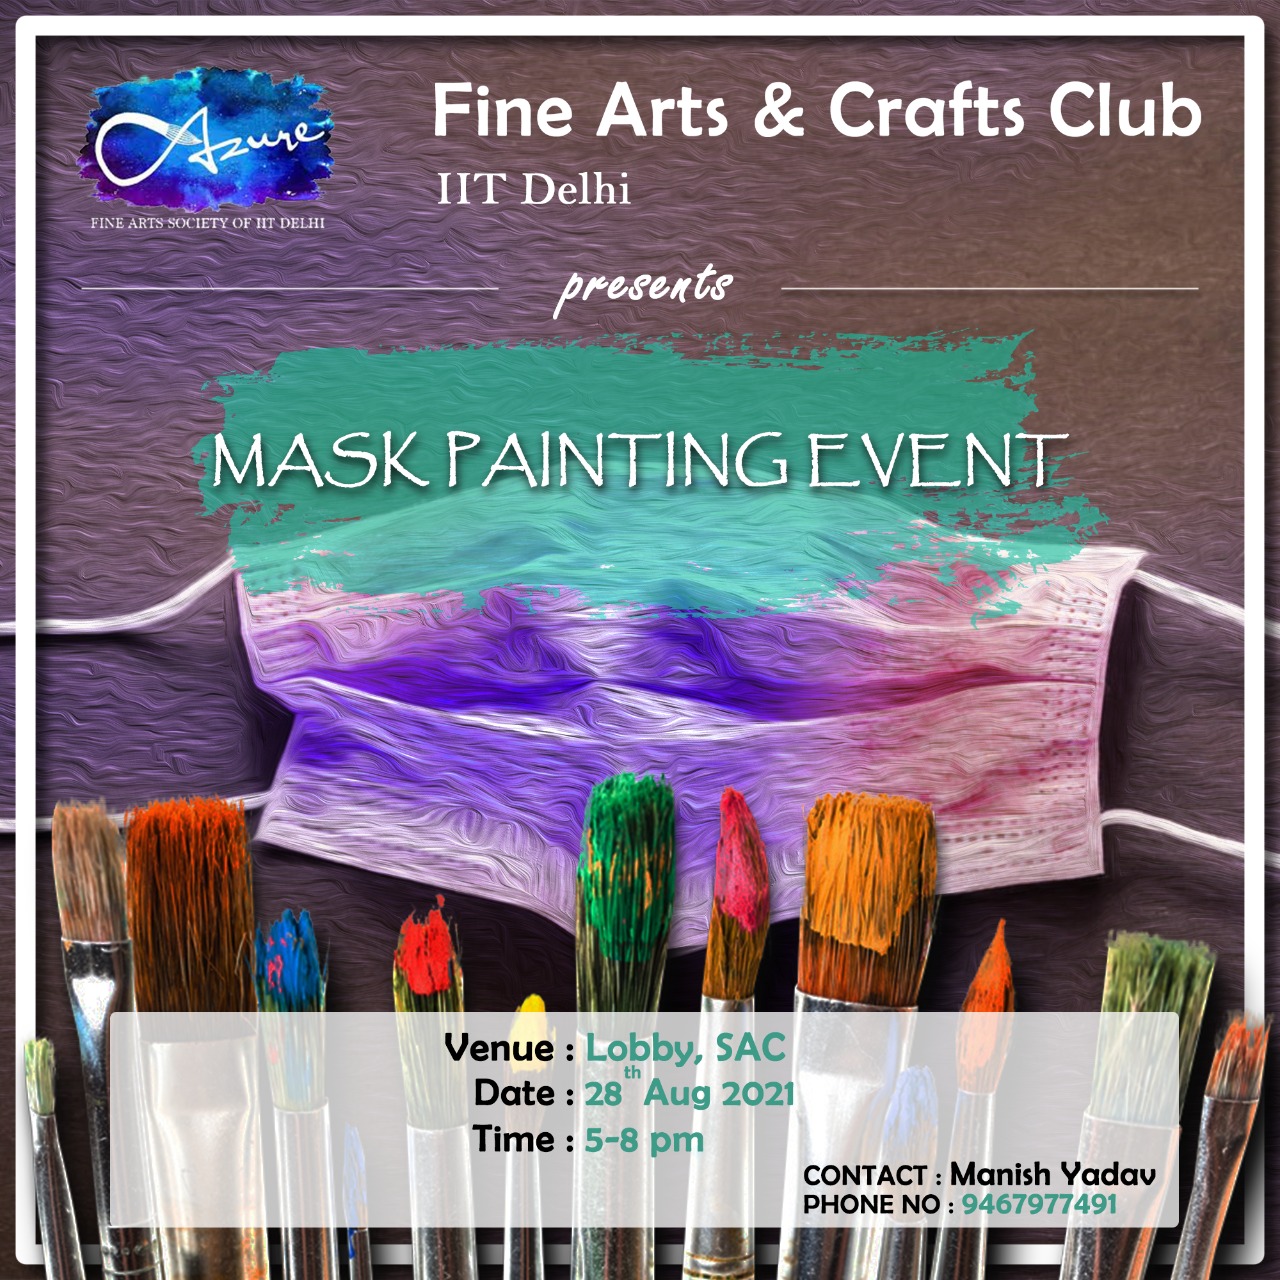 Azure
FINE ARTS SOCIETY OF IIT DELHI
Fine Arts & Crafts Club
IIT Delhi
presents
MASK PAINTING EVENT
Venue : Lobby, SAC
Date : 28th Aug 2021
Time : 5-8 pm
CONTACT : Manish Yadav
PHONE NO : 9467977491